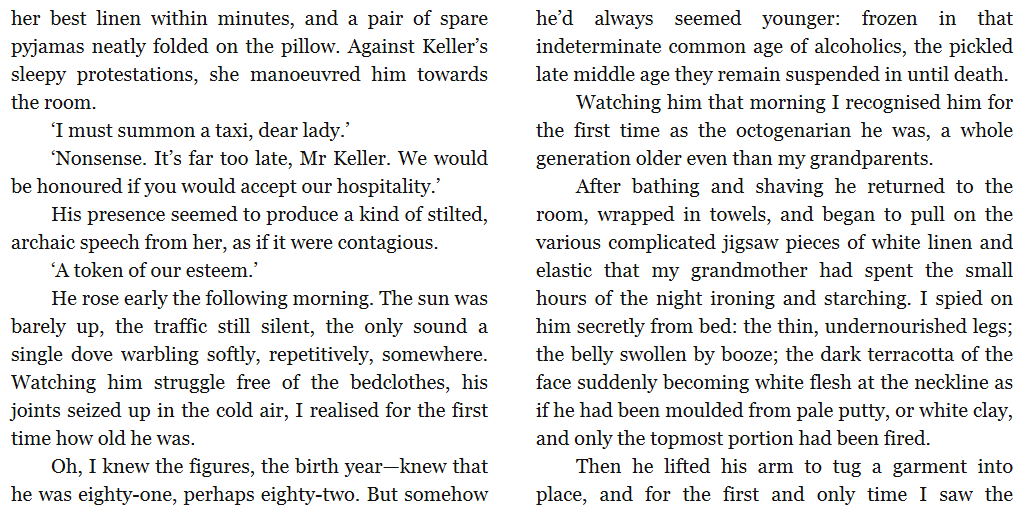 her best linen within minutes, and a pair of spare
pyjamas neatly folded on the pillow. Against Keller’s
sleepy protestations, she manoeuvred him towards
the room.
‘I must summon a taxi, dear lady.’
‘Nonsense. It’s far too late, Mr Keller. We would
be honoured if you would accept our hospitality.’
His presence seemed to produce a kind of stilted,
archaic speech from her, as if it were contagious.
‘A token of our esteem.’
He rose early the following morning. The sun was
barely up, the traffic still silent, the only sound a
single dove warbling softly, repetitively, somewhere.
Watching him struggle free of the bedclothes, his
joints seized up in the cold air, I realised for the first
time how old he was.
Oh, I knew the figures, the birth year—knew that
he was eighty-one, perhaps eighty-two. But somehow
he’d always seemed younger: frozen in that
indeterminate common age of alcoholics, the pickled
late middle age they remain suspended in until death.
Watching him that morning I recognised him for
the first time as the octogenarian he was, a whole
generation older even than my grandparents.
After bathing and shaving he returned to the
room, wrapped in towels, and began to pull on the
various complicated jigsaw pieces of white linen and
elastic that my grandmother had spent the small
hours of the night ironing and starching. I spied on
him secretly from bed: the thin, undernourished legs;
the belly swollen by booze; the dark terracotta of the
face suddenly becoming white flesh at the neckline as
if he had been moulded from pale putty, or white clay,
and only the topmost portion had been fired.
Then he lifted his arm to tug a garment into
place, and for the first and only time I saw the